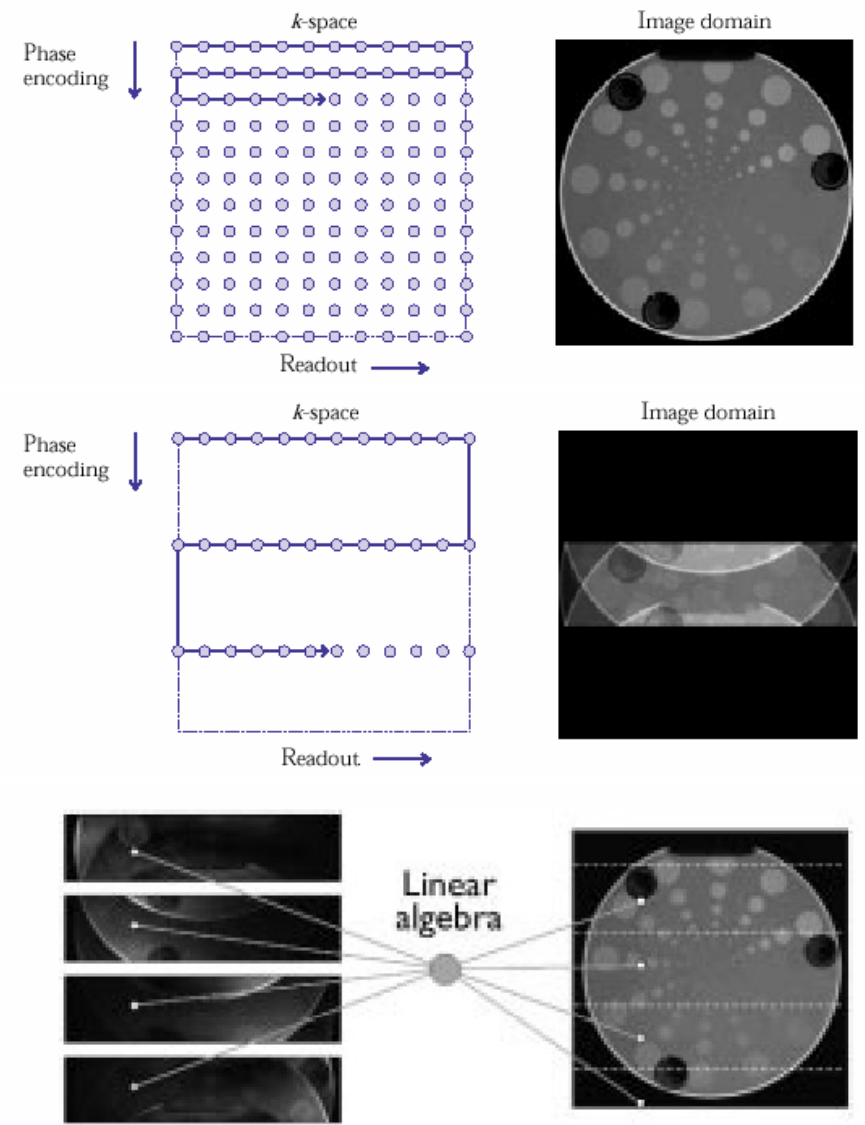 k-space
Image domain
Phase
encoding
Readout
k-space
Image domain
Phase
encoding
Readout
Linear
algebra